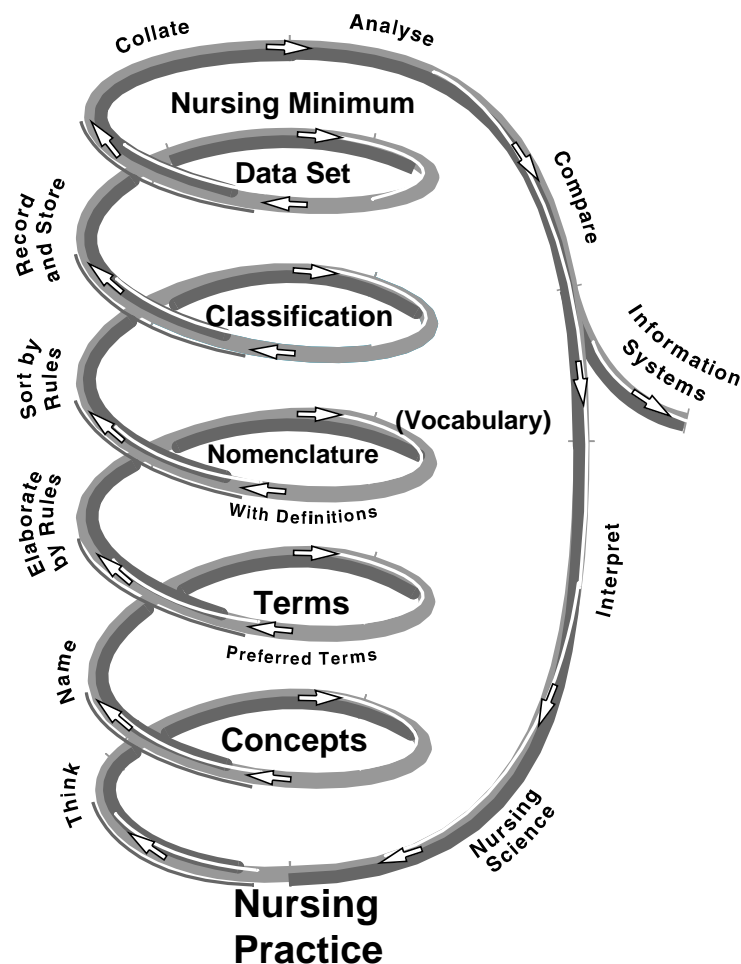 Collate
Analyse
Nursing Minimum
Data Set
Compare
Record
and Store
Classification
Information
Systems
Sort by
Rules
(Vocabulary)
Nomenclature
With Definitions
Elaborate
by Rules
Interpret
Terms
Preferred Terms
Name
Concepts
Think
Nursing
Science
Nursing
Practice